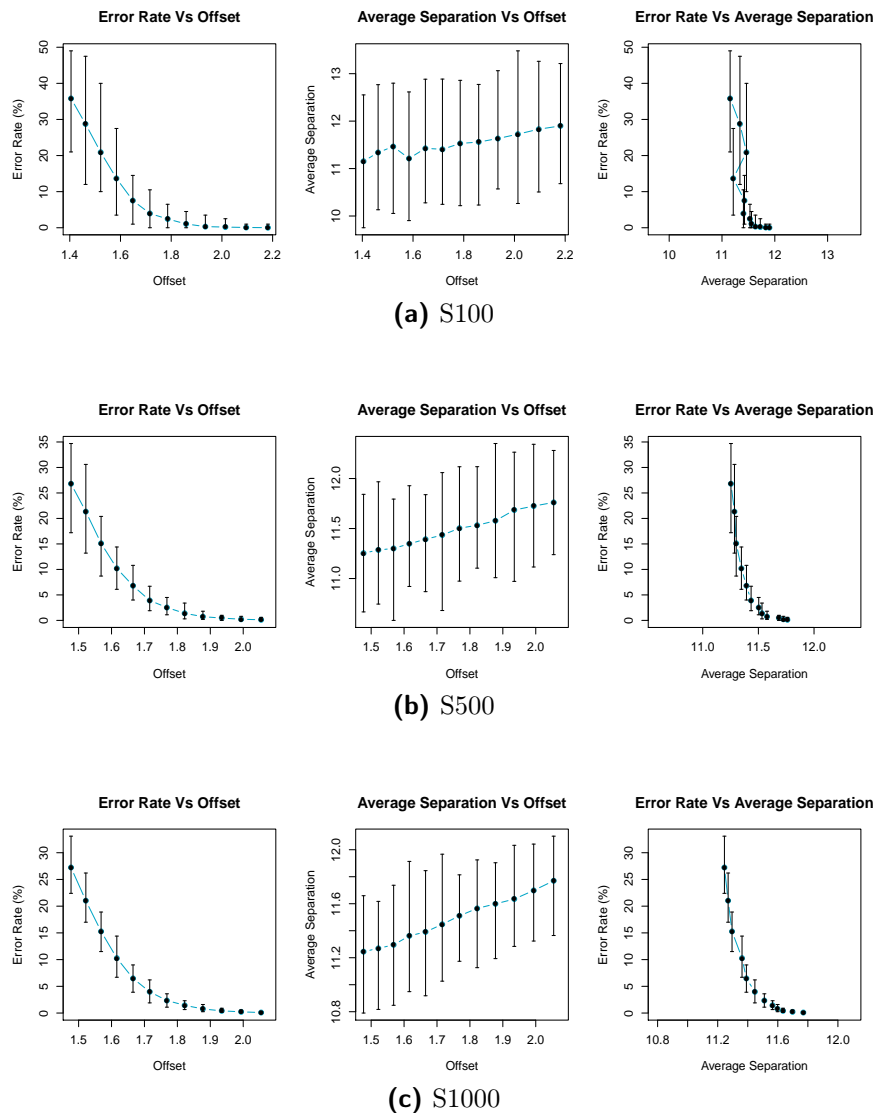 Error Rate Vs Offset
Error Rate (%)
0 10 20 30 40 50
1.4 1.6 1.8 2.0 2.2
Offset
Average Separation Vs Offset
Average Separation
10 11 12 13
1.4 1.6 1.8 2.0 2.2
Offset
Error Rate Vs Average Separation
Error Rate (%)
0 10 20 30 40 50
10 11 12 13
Average Separation
(a) S100
Error Rate Vs Offset
Error Rate (%)
0 5 10 15 20 25 30 35
1.5 1.6 1.7 1.8 1.9 2.0
Offset
Average Separation Vs Offset
Average Separation
11.0 11.5 12.0
1.5 1.6 1.7 1.8 1.9 2.0
Offset
Error Rate Vs Average Separation
Error Rate (%)
0 5 10 15 20 25 30 35
11.0 11.5 12.0
Average Separation
(b) S500
Error Rate Vs Offset
Error Rate (%)
0 5 10 15 20 25 30
1.5 1.6 1.7 1.8 1.9 2.0
Offset
Average Separation Vs Offset
Average Separation
10.8 11.2 11.6 12.0
1.5 1.6 1.7 1.8 1.9 2.0
Offset
Error Rate Vs Average Separation
Error Rate (%)
0 5 10 15 20 25 30
10.8 11.2 11.6 12.0
Average Separation
(c) S1000